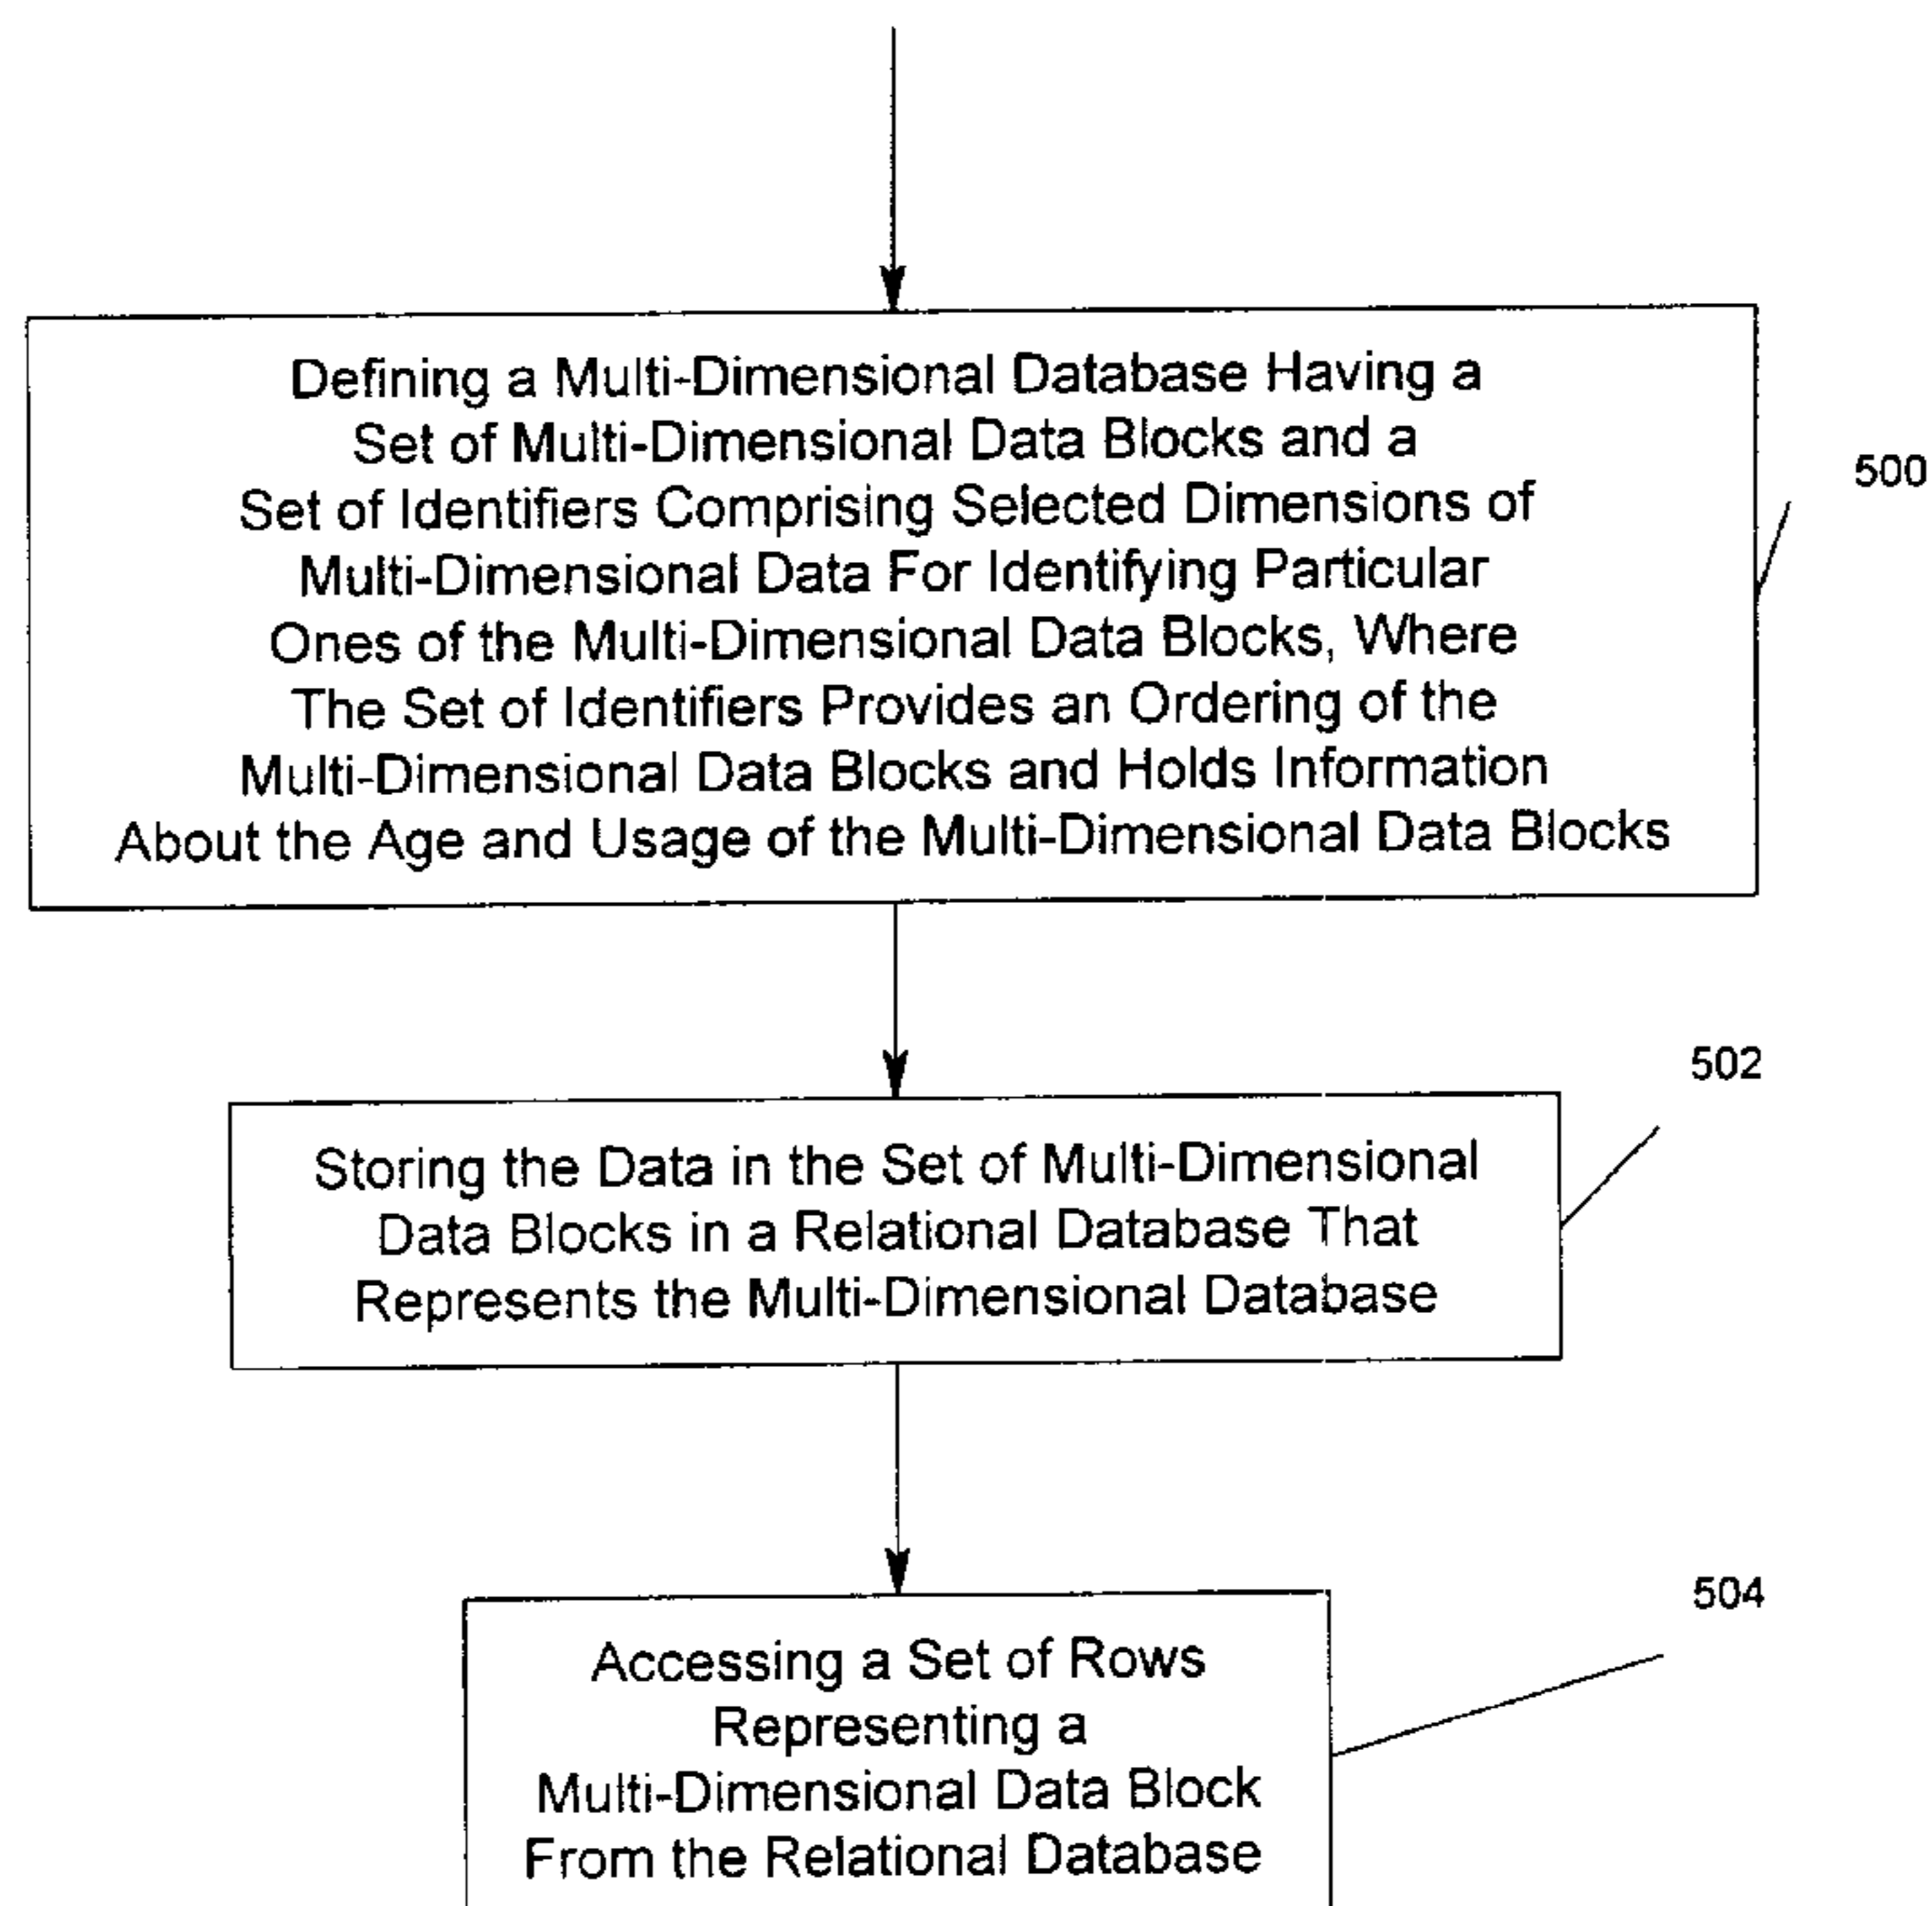 Defining a Multi-Dimensional Database Having a
Set of Multi-Dimensional Data Blocks and a
Set of Identifiers Comprising Selected Dimensions of
Multi-Dimensional Data For Identifying Particular
Ones of the Multi-Dimensional Data Blocks, Where
The Set of Identifiers Provides an Ordering of the
Multi-Dimensional Data Blocks and Holds Information
About the Age and Usage of the Multi-Dimensional Data Blocks
500
502
Storing the Data in the Set of Multi-Dimensional
Data Blocks in a Relational Database That
Represents the Multi-Dimensional Database
504
Accessing a Set of Rows
Representing a
Multi-Dimensional Data Block
From the Relational Database